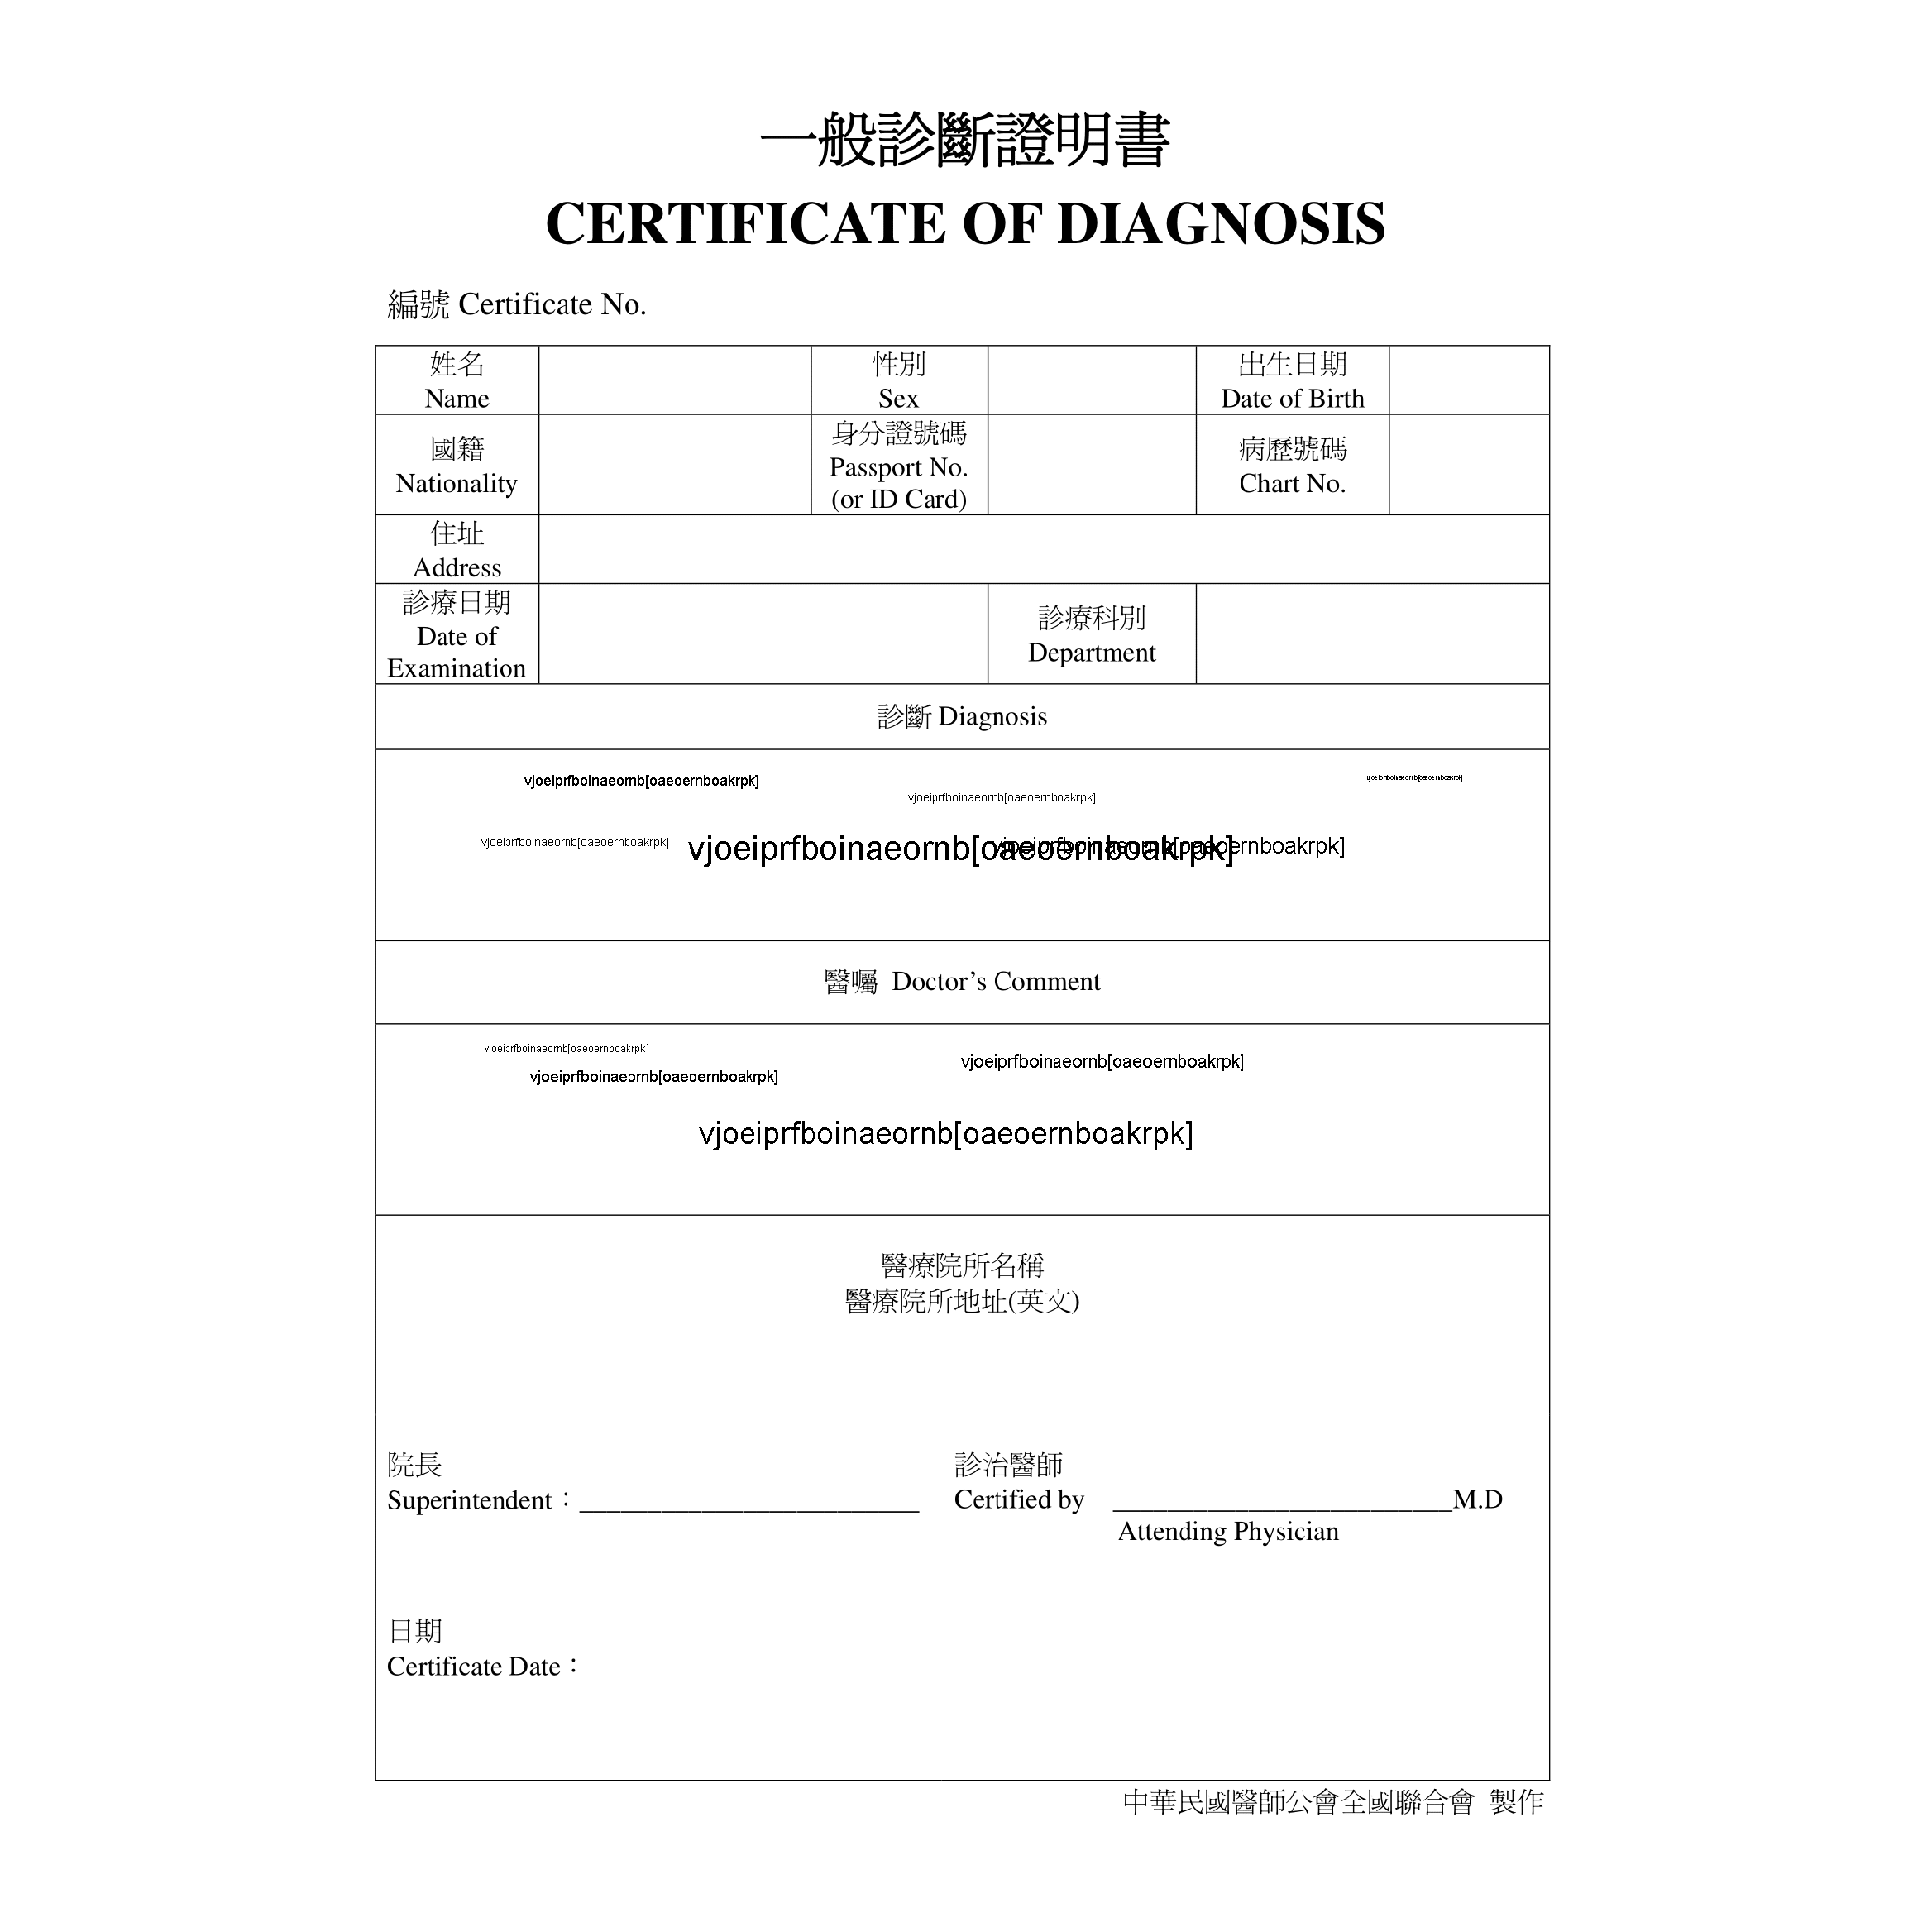 一般診斷證明書
CERTIFICATE OF DIAGNOSIS
編號 Certificate No.
姓名
Name
性別
Sex
出生日期
Date of Birth
國籍
Nationality
身分證號碼
Passport No.
(or ID Card)
病歷號碼
Chart No.
住址
Address
診療日期
Date of
Examination
診療科別
Department
診斷 Diagnosis
vjoeiprfboinaeornb[oaeoernboakrpk]
vjoeiprfboinaeornb[oaeoernboakrpk]
vjoeiprfboinaeornb[oaeoernboakrpk]
vjoeiprfboinaeornb[oaeoernboakrpk]
vjoeiprfboinaeornb[oaeoernboakrpk]
vjoeiprfboinaeornb[oaeoernboakrpk]
醫囑 Doctor’s Comment
vjoeiprfboinaeornb[oaeoernboakrpk]
vjoeiprfboinaeornb[oaeoernboakrpk]
vjoeiprfboinaeornb[oaeoernboakrpk]
vjoeiprfboinaeornb[oaeoernboakrpk]
醫療院所名稱
醫療院所地址(英文)
院長
Superintendent：_________________________
診治醫師
Certified by _________________________M.D
Attending Physician
日期
Certificate Date：
中華民國醫師公會全國聯合會 製作